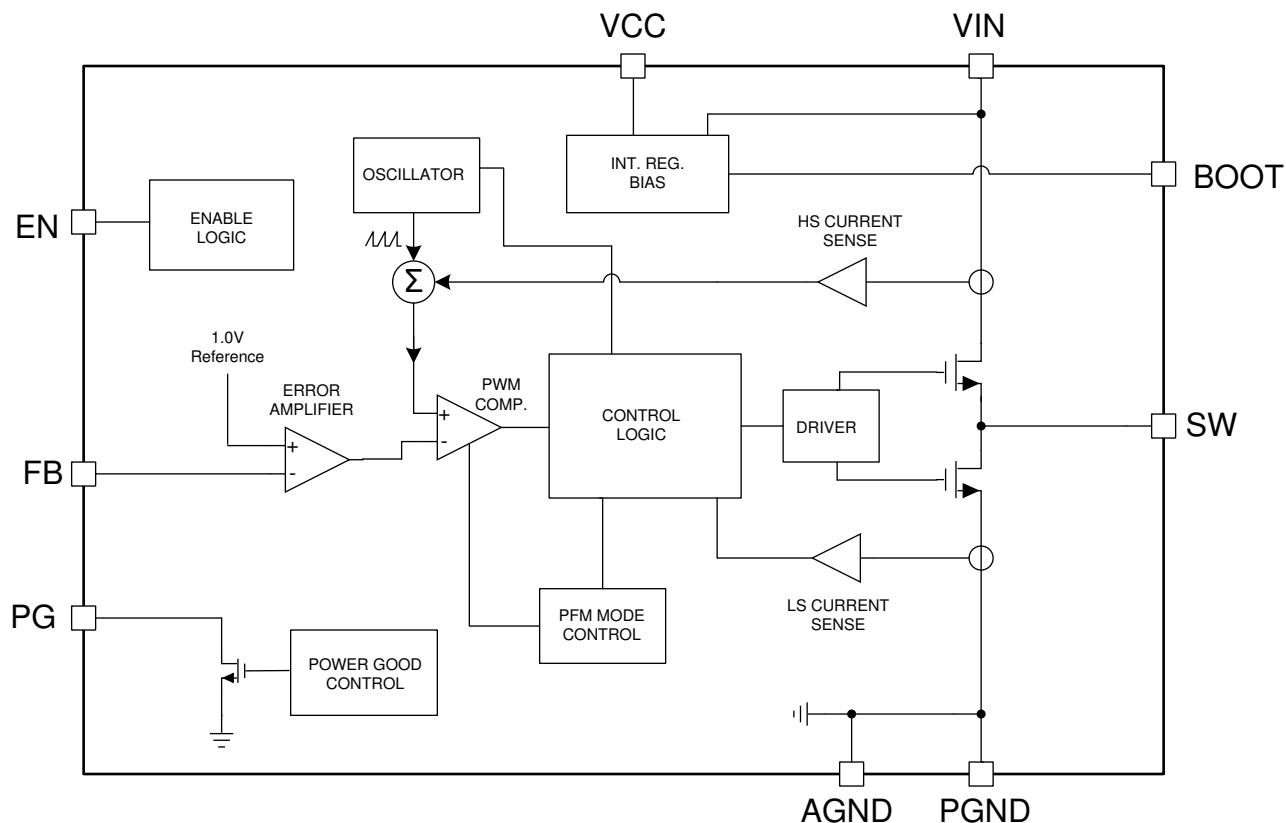 VCC
VIN
OSCILLATOR
INT. REG.
BIAS
BOOT
EN
ENABLE
LOGIC
HS CURRENT
SENSE
Σ
1.0V
Reference
ERROR
AMPLIFIER
PWM
COMP.
+
-
+
-
CONTROL
LOGIC
DRIVER
SW
FB
PG
PFM MODE
CONTROL
LS CURRENT
SENSE
POWER GOOD
CONTROL
AGND
PGND